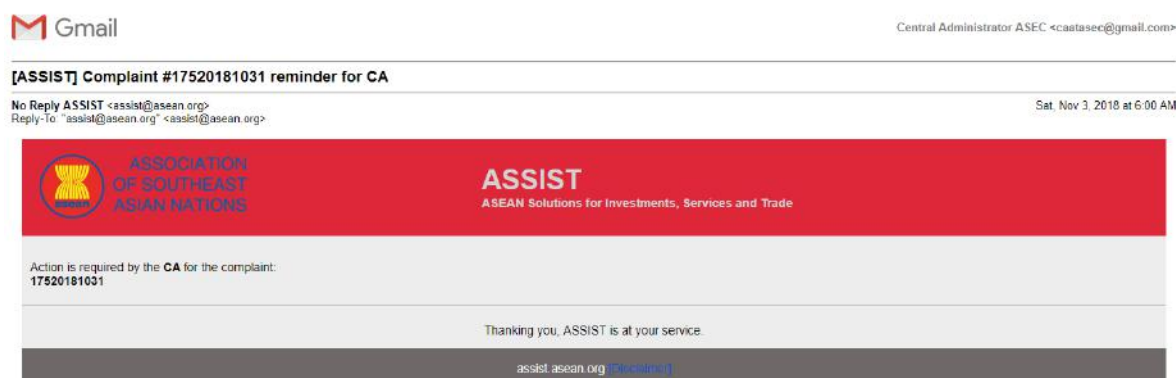 Gmail
Central Administrator ASEC <caatasec@gmail.com>
[ASSIST] Complaint #17520181031 reminder for CA
No Reply ASSIST <assist@asean.org>
Sat, Nov 3, 2018 at 6:00 AM
Reply-To: "assist@asean.org" <assist@asean.org>
ASSOCIATION
OF SOUTHEAST
ASIAN NATIONS
asean
ASSIST
ASEAN Solutions for Investments, Services and Trade
Action is required by the CA for the complaint:
17520181031
Thanking you, ASSIST is at your service.
assist.asean.org [Disclaimer]